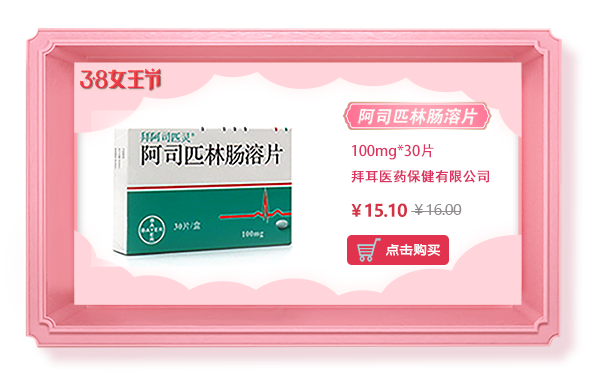 3·8女王节
阿司匹林肠溶片
拜阿司匹灵®
阿司匹林肠溶片
100mg*30片
拜耳医药保健有限公司
¥15.10 ¥16.00
BAYER
BAYER
30片/盒
100mg
点击购买